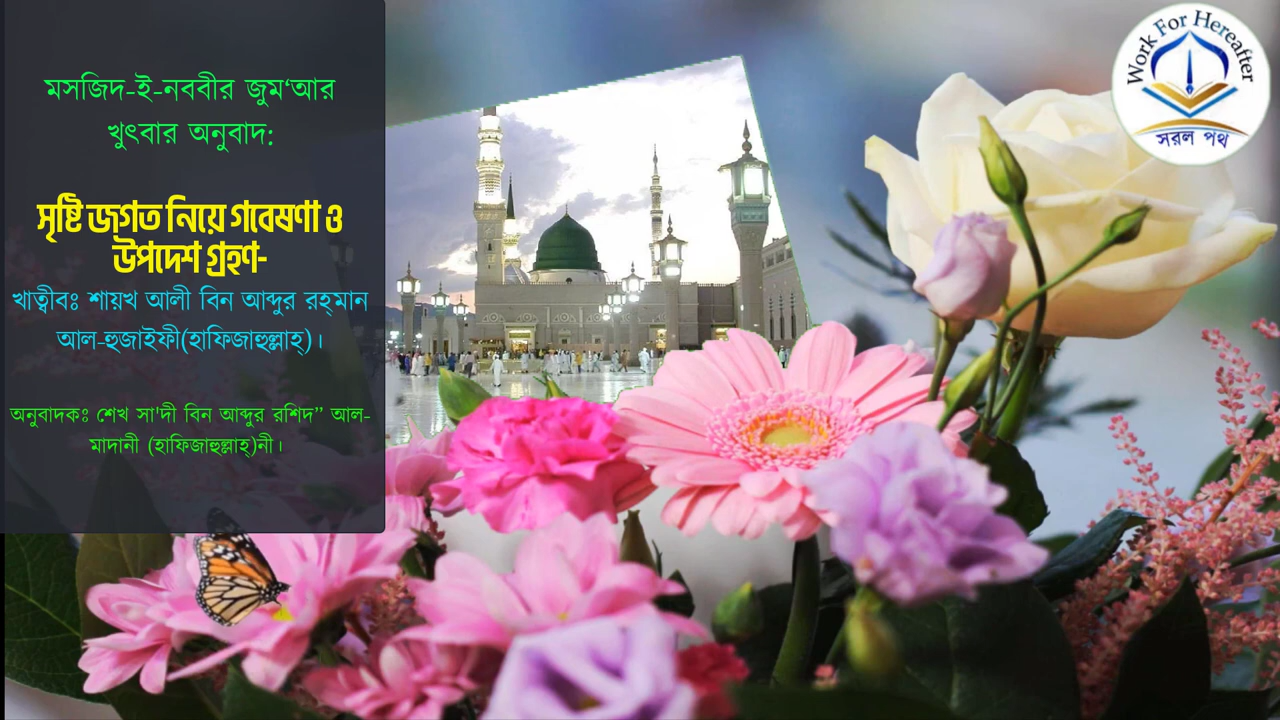 মসজিদ-ই-নববীর জুম‘আর
খুৎবার অনুবাদ:
সৃষ্টি জগত নিয়ে গবেষণা ও
উপদেশ গ্রহণ-
খাত্বীবঃ শায়খ আলী বিন আব্দুর রহ্‌মান
আল-হুজাইফী(হাফিজাহুল্লাহ্)।
অনুবাদকঃ শেখ সা'দী বিন আব্দুর রশিদ” আল-
মাদানী (হাফিজাহুল্লাহ্)নী।
Work For Hereafter
সরল পথ